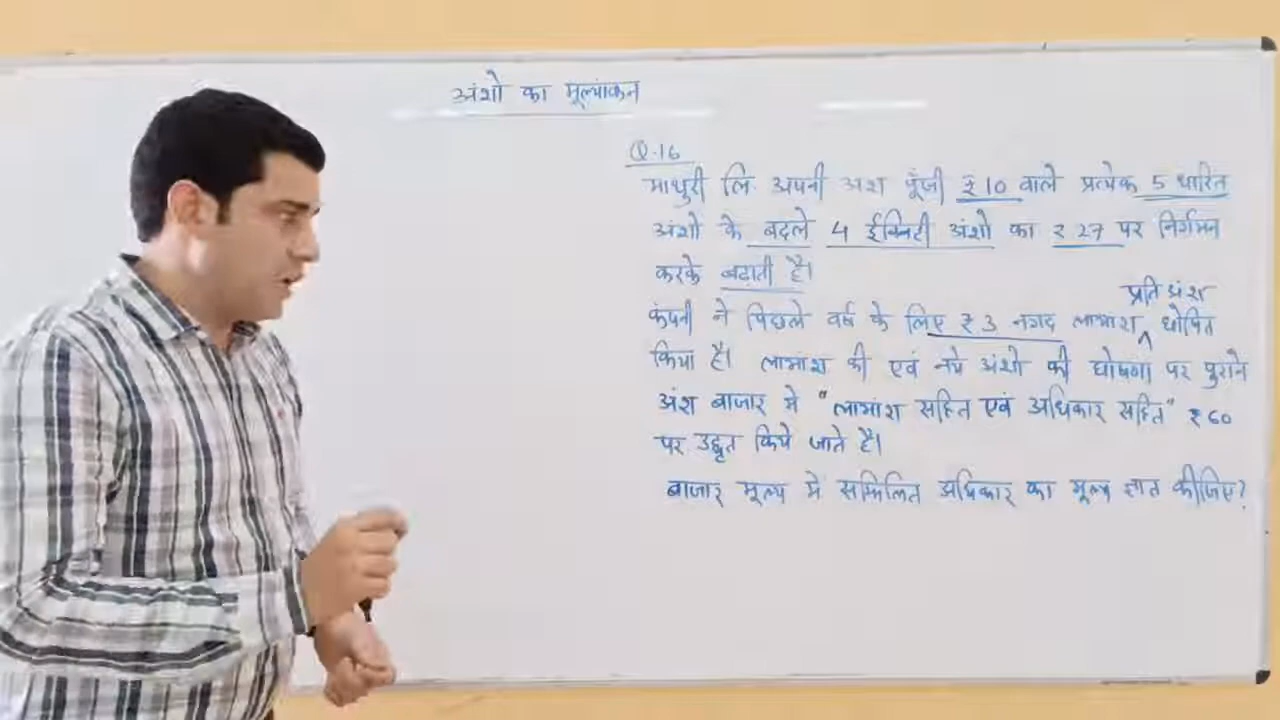 अंशो का मूल्यांकन
Q.16
माधुरी लि. अपनी अंश पूँजी ₹10 वाले प्रत्येक 5 धारित
अंशो के बदले 4 ईक्विटी अंशो का ₹27 पर निर्गमन
करके बढाती है।
प्रति अंश
कंपनी ने पिछले वर्ष के लिए ₹3 नगद लाभांश ^ घोषित
किया है। लाभांश की एवं नये अंशो की घोषणा पर पुराने
अंश बाजार मे "लाभांश सहित एवं अधिकार सहित" ₹60
पर उद्धृत किये जाते है।
बाजार मूल्य मे सम्मिलित अधिकार का मूल्य ज्ञात कीजिए?